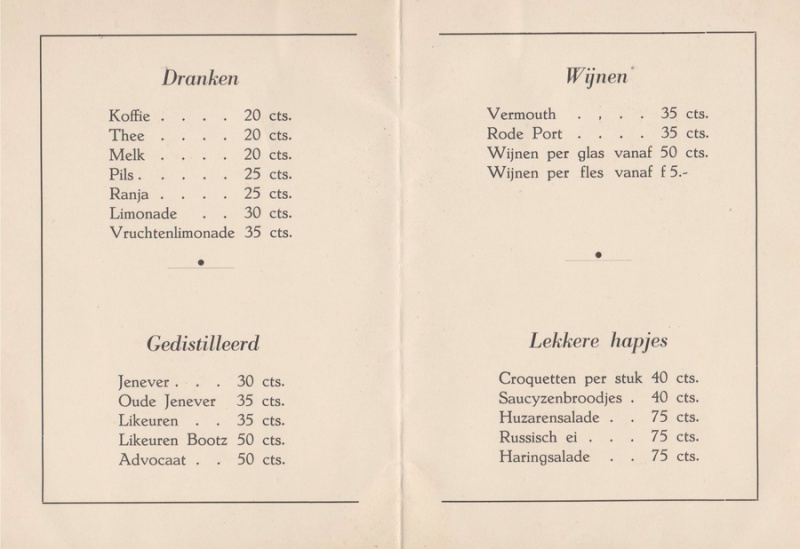 Dranken
Koffie . . . . 20 cts.
Thee . . . . 20 cts.
Melk . . . . 20 cts.
Pils . . . . . 25 cts.
Ranja . . . . 25 cts.
Limonade . . 30 cts.
Vruchtenlimonade 35 cts.
Gedistilleerd
Jenever . . . 30 cts.
Oude Jenever 35 cts.
Likeuren . . 35 cts.
Likeuren Bootz 50 cts.
Advocaat . . 50 cts.
Wijnen
Vermouth . . . . 35 cts.
Rode Port . . . . 35 cts.
Wijnen per glas vanaf 50 cts.
Wijnen per fles vanaf f 5.-
Lekkere hapjes
Croquetten per stuk 40 cts.
Saucyzenbroodjes . 40 cts.
Huzarensalade . . 75 cts.
Russisch ei . . . 75 cts.
Haringsalade . . 75 cts.